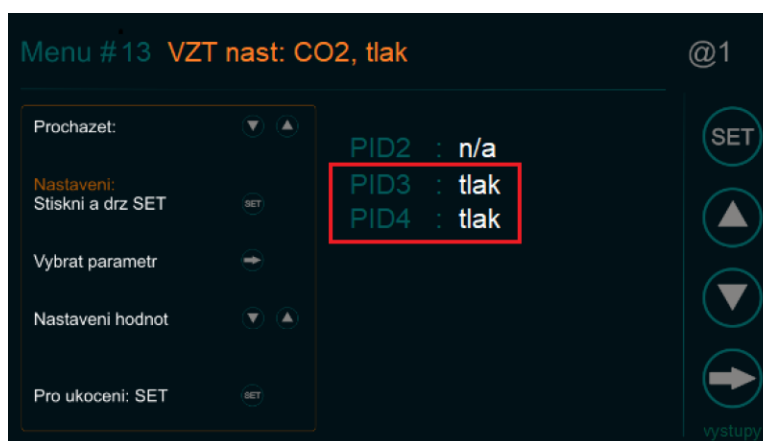 Menu #13 VZT nast: CO2, tlak @1
Prochazet:
Nastaveni:
Stiskni a drz SET SET
Vybrat parametr
Nastaveni hodnot
Pro ukoceni: SET SET
PID2 : n/a
PID3 : tlak
PID4 : tlak
SET
vystupy